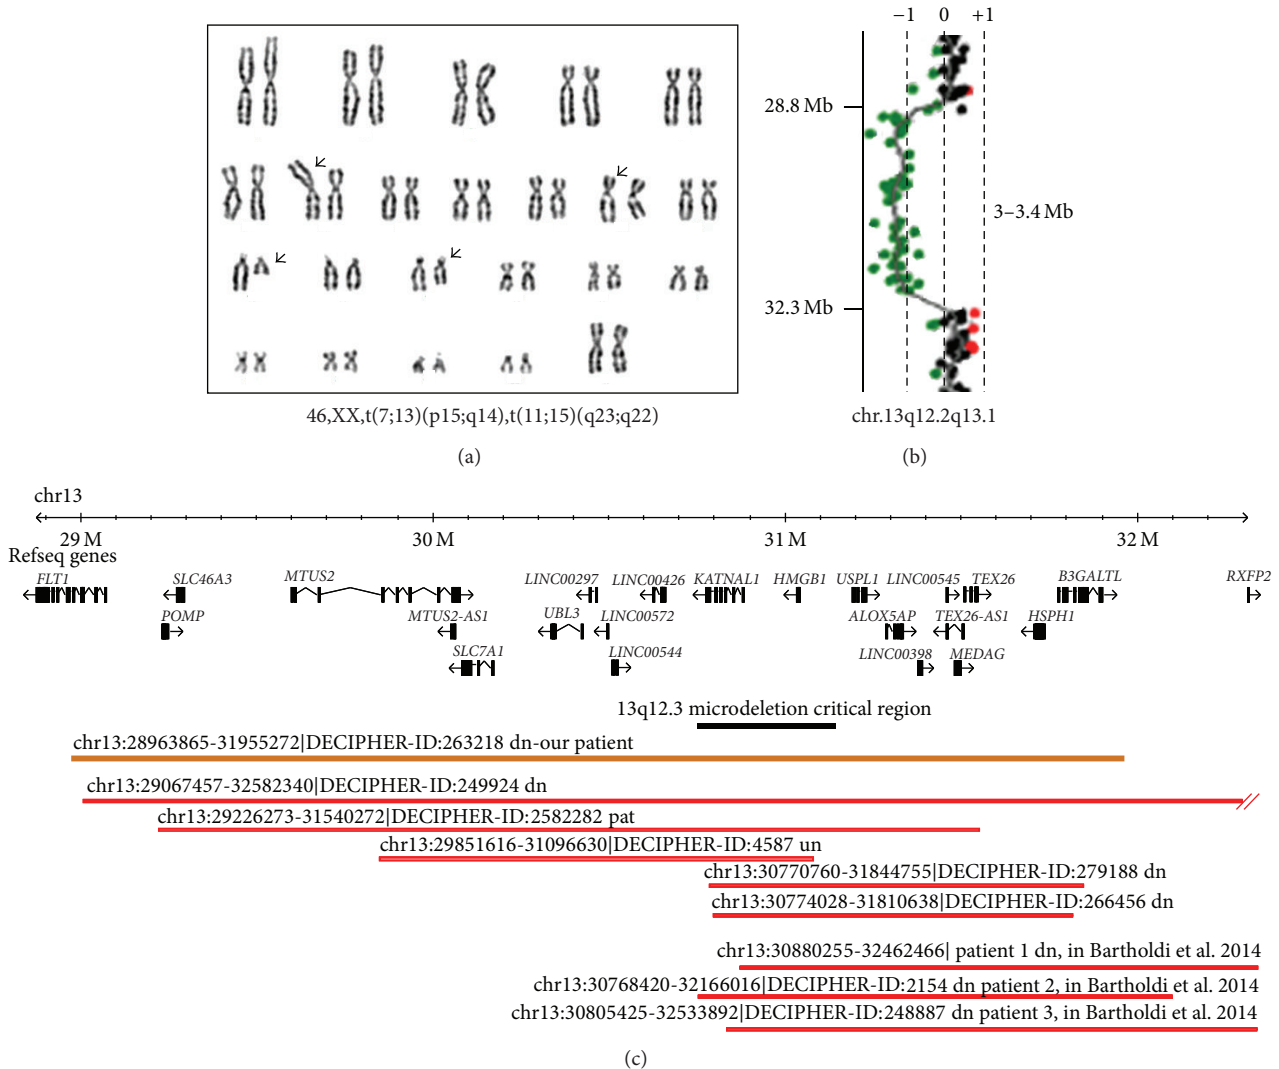 −1 0 +1
28.8 Mb
3–3.4 Mb
32.3 Mb
46,XX,t(7;13)(p15;q14),t(11;15)(q23;q22)
chr.13q12.2q13.1
(a)
(b)
chr13
29 M 30 M 31 M 32 M
Refseq genes
FLT1 SLC46A3 MTUS2 LINC00297 LINC00426 KATNAL1 HMGB1 USPL1 LINC00545 TEX26 B3GALTL RXFP2
POMP MTUS2-AS1 UBL3 LINC00572 ALOX5AP TEX26-AS1 HSPH1
SLC7A1 LINC00544 LINC00398 MEDAG
13q12.3 microdeletion critical region
chr13:28963865-31955272|DECIPHER-ID:263218 dn-our patient
chr13:29067457-32582340|DECIPHER-ID:249924 dn
chr13:29226273-31540272|DECIPHER-ID:2582282 pat
chr13:29851616-31096630|DECIPHER-ID:4587 un
chr13:30770760-31844755|DECIPHER-ID:279188 dn
chr13:30774028-31810638|DECIPHER-ID:266456 dn
chr13:30880255-32462466| patient 1 dn, in Bartholdi et al. 2014
chr13:30768420-32166016|DECIPHER-ID:2154 dn patient 2, in Bartholdi et al. 2014
chr13:30805425-32533892|DECIPHER-ID:248887 dn patient 3, in Bartholdi et al. 2014
(c)